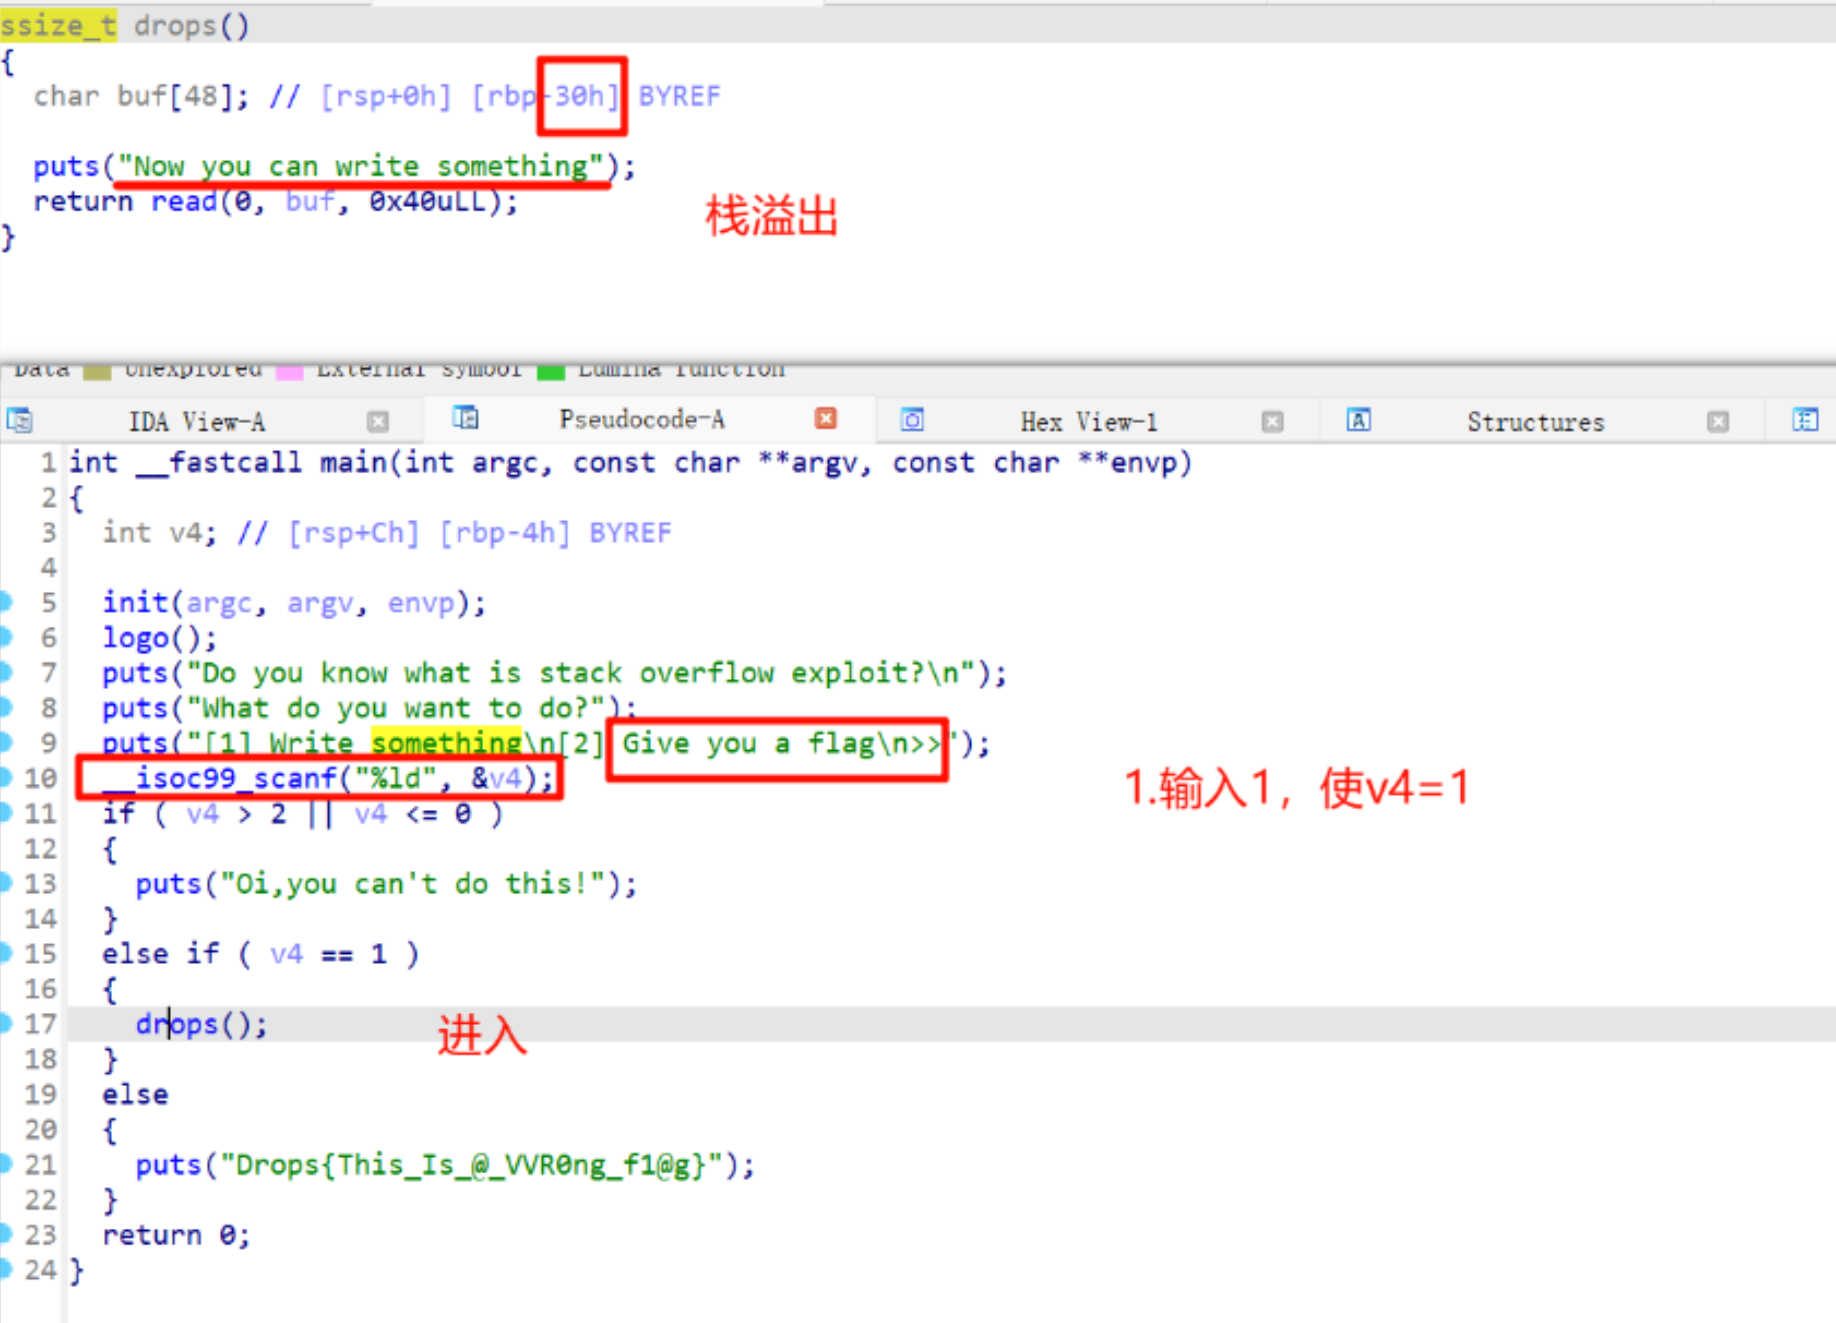 ssize_t drops()
{
char buf[48]; // [rsp+0h] [rbp-30h] BYREF
puts("Now you can write something");
return read(0, buf, 0x40uLL);
栈溢出
}
Data Unexplored External symbol Lumina function
IDA View-A Pseudocode-A Hex View-1 Structures
1 int __fastcall main(int argc, const char **argv, const char **envp)
2 {
3 int v4; // [rsp+Ch] [rbp-4h] BYREF
4
5 init(argc, argv, envp);
6 logo();
7 puts("Do you know what is stack overflow exploit?\n");
8 puts("What do you want to do?");
9 puts("[1] Write something\n[2] Give you a flag\n>>");
10 __isoc99_scanf("%ld", &v4);
1.输入1，使v4=1
11 if ( v4 > 2 || v4 <= 0 )
12 {
13 puts("Oi,you can't do this!");
14 }
15 else if ( v4 == 1 )
16 {
17 drops();
进入
18 }
19 else
20 {
21 puts("Drops{This_Is_@_VVR0ng_f1@g}");
22 }
23 return 0;
24 }